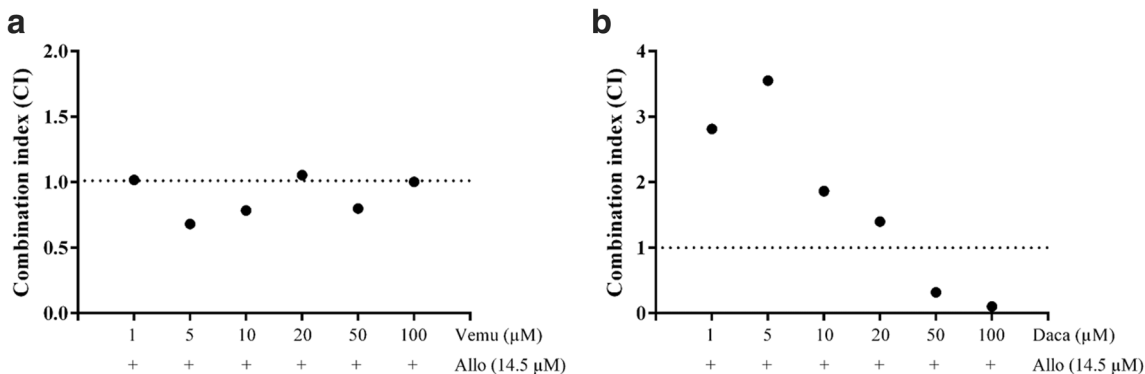 a
Combination index (CI)
2.0
1.5
1.0
0.5
0.0
1 5 10 20 50 100 Vemu (µM)
+ + + + + + Allo (14.5 µM)
b
Combination index (CI)
4
3
2
1
0
1 5 10 20 50 100 Daca (µM)
+ + + + + + Allo (14.5 µM)